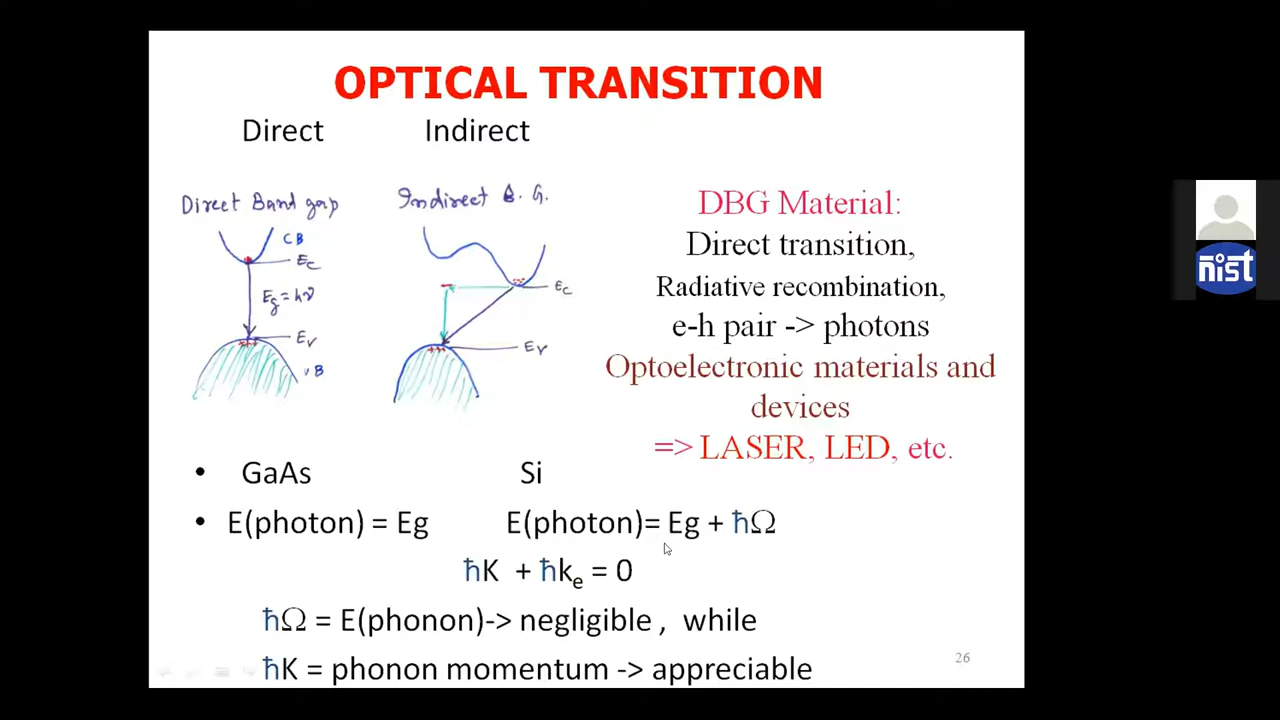 OPTICAL TRANSITION
Direct Indirect
Direct Band gap
CB
Ec
Eg = hν
Ev
VB
Indirect B. G.
Ec
Ev
DBG Material:
Direct transition,
Radiative recombination,
e-h pair -> photons
Optoelectronic materials and
devices
=> LASER, LED, etc.
• GaAs Si
• E(photon) = Eg E(photon)= Eg + ħΩ
ħK + ħke = 0
ħΩ = E(phonon)-> negligible , while
ħK = phonon momentum -> appreciable
26
nist